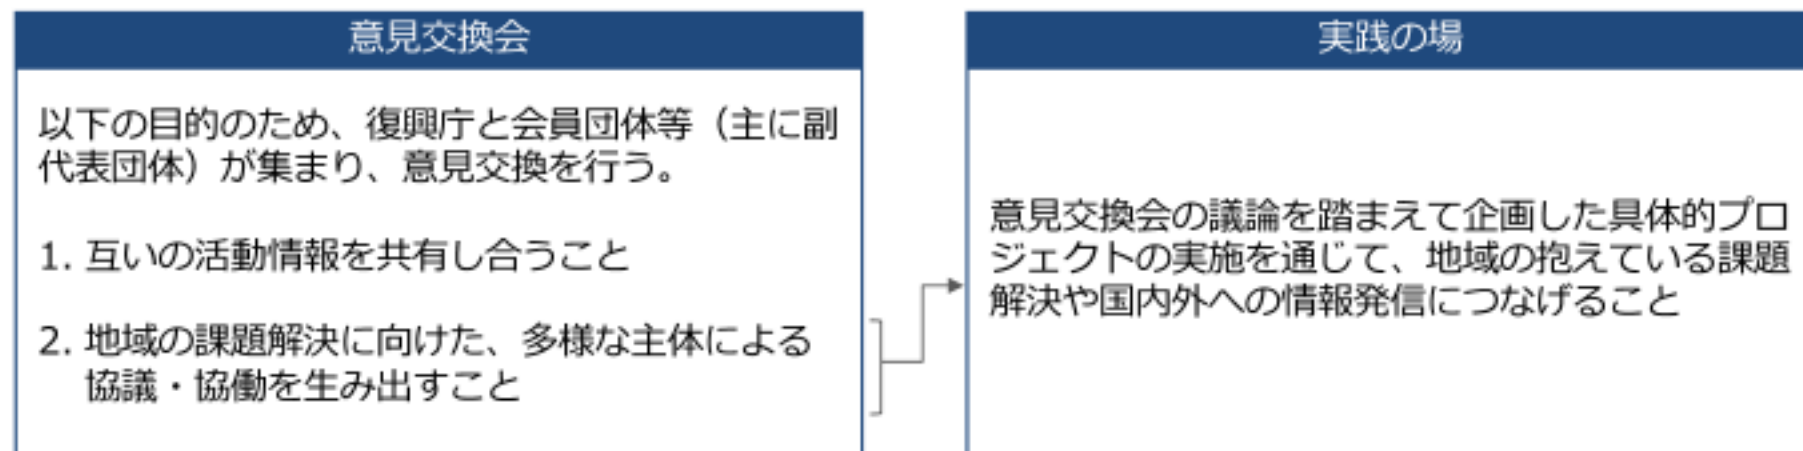 意見交換会
以下の目的のため、復興庁と会員団体等（主に副
代表団体）が集まり、意見交換を行う。
1. 互いの活動情報を共有し合うこと
2. 地域の課題解決に向けた、多様な主体による
協議・協働を生み出すこと
実践の場
意見交換会の議論を踏まえて企画した具体的プロ
ジェクトの実施を通じて、地域の抱えている課題
解決や国内外への情報発信につなげること